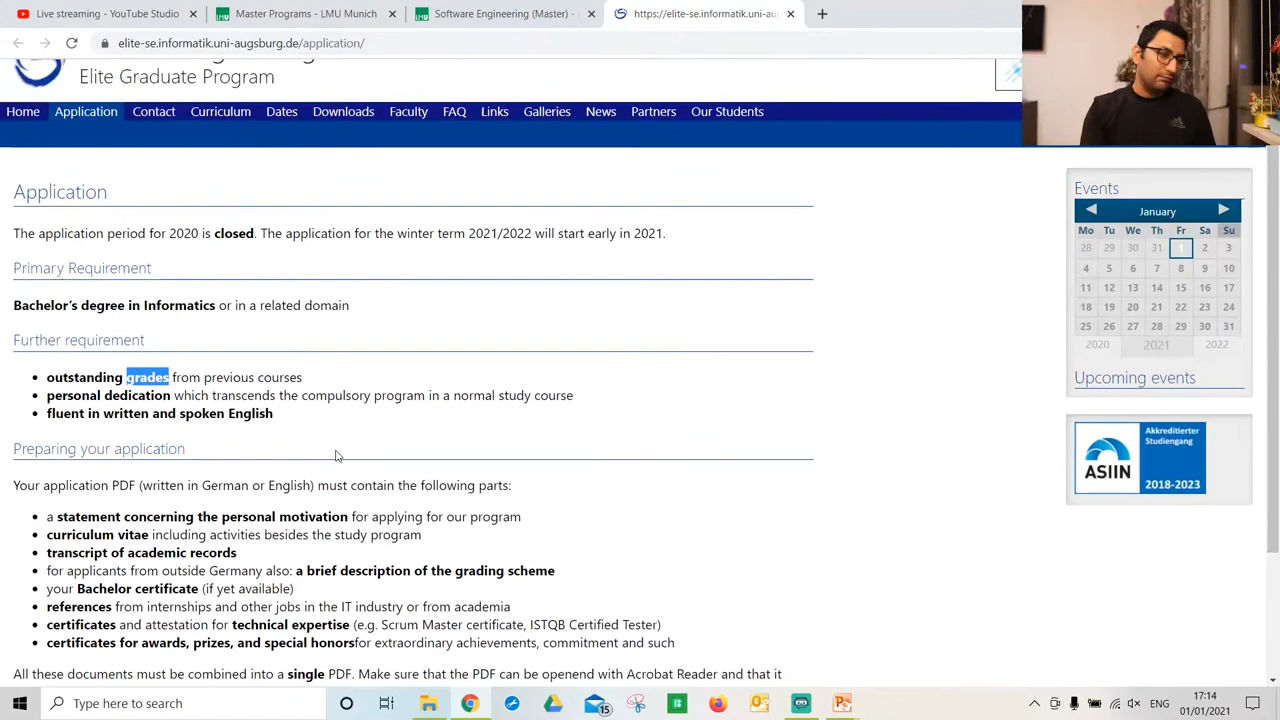 Live streaming - YouTube Studio
Master Programs - LMU Munich
Software Engineering (Master) -
https://elite-se.informatik.uni-aug
elite-se.informatik.uni-augsburg.de/application/
Elite Graduate Program
Home Application Contact Curriculum Dates Downloads Faculty FAQ Links Galleries News Partners Our Students
Application
The application period for 2020 is closed. The application for the winter term 2021/2022 will start early in 2021.
Primary Requirement
Bachelor's degree in Informatics or in a related domain
Further requirement
outstanding grades from previous courses
personal dedication which transcends the compulsory program in a normal study course
fluent in written and spoken English
Preparing your application
Your application PDF (written in German or English) must contain the following parts:
a statement concerning the personal motivation for applying for our program
curriculum vitae including activities besides the study program
transcript of academic records
for applicants from outside Germany also: a brief description of the grading scheme
your Bachelor certificate (if yet available)
references from internships and other jobs in the IT industry or from academia
certificates and attestation for technical expertise (e.g. Scrum Master certificate, ISTQB Certified Tester)
certificates for awards, prizes, and special honorsfor extraordinary achievements, commitment and such
All these documents must be combined into a single PDF. Make sure that the PDF can be openend with Acrobat Reader and that it
Events
January
Mo Tu We Th Fr Sa Su
28 29 30 31 1 2 3
4 5 6 7 8 9 10
11 12 13 14 15 16 17
18 19 20 21 22 23 24
25 26 27 28 29 30 31
2020 2021 2022
Upcoming events
ASIIN
Akkreditierter
Studiengang
2018-2023
Type here to search
15
ENG
17:14
01/01/2021